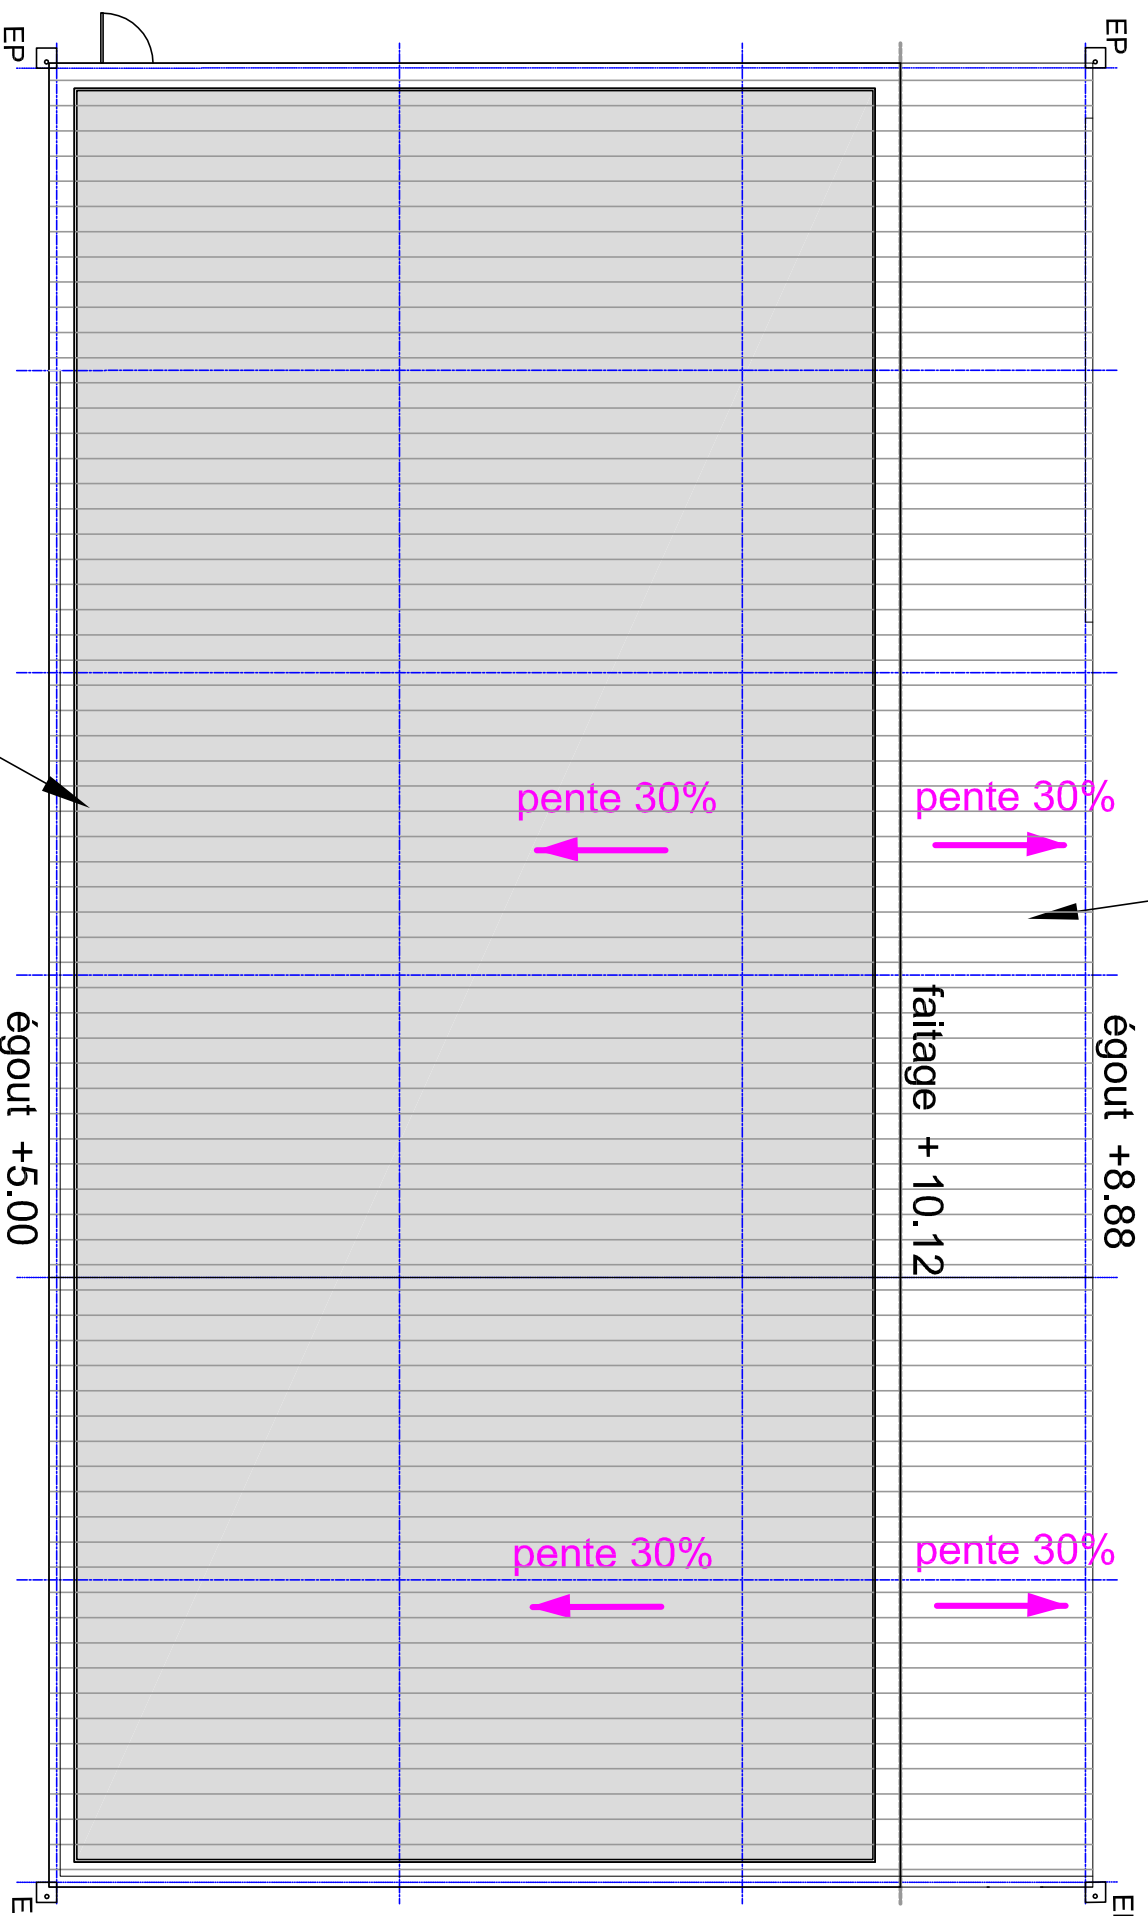 EP
EP
pente 30%
pente 30%
faitage + 10.12
égout +5.00
égout +8.88
pente 30%
pente 30%
E